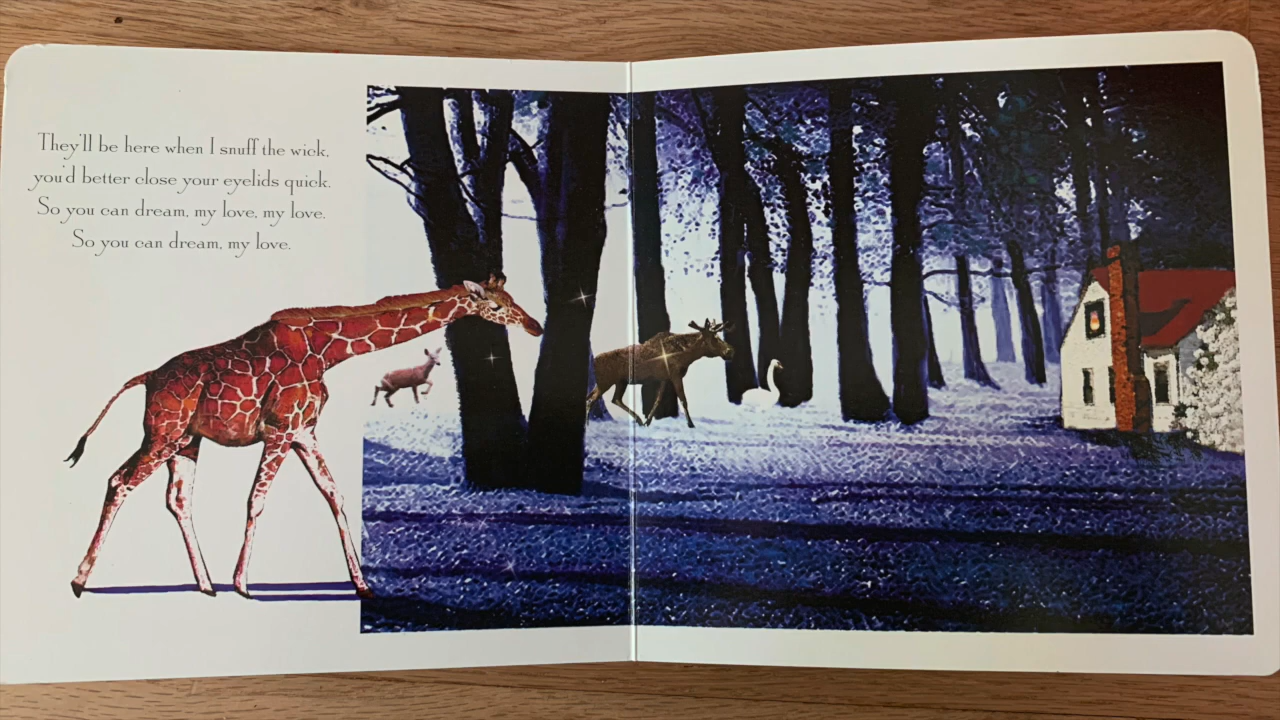 They'll be here when I snuff the wick,
you'd better close your eyelids quick.
So you can dream, my love, my love.
So you can dream, my love.